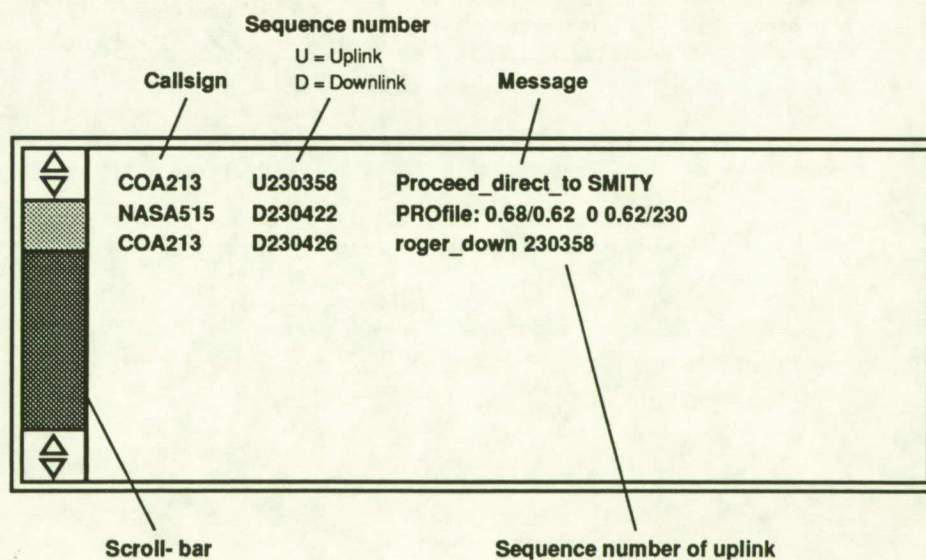 Sequence number
U = Uplink
D = Downlink
Callsign
Message
COA213 U230358 Proceed_direct_to SMITY
NASA515 D230422 PROfile: 0.68/0.62 0 0.62/230
COA213 D230426 roger_down 230358
Scroll- bar
Sequence number of uplink